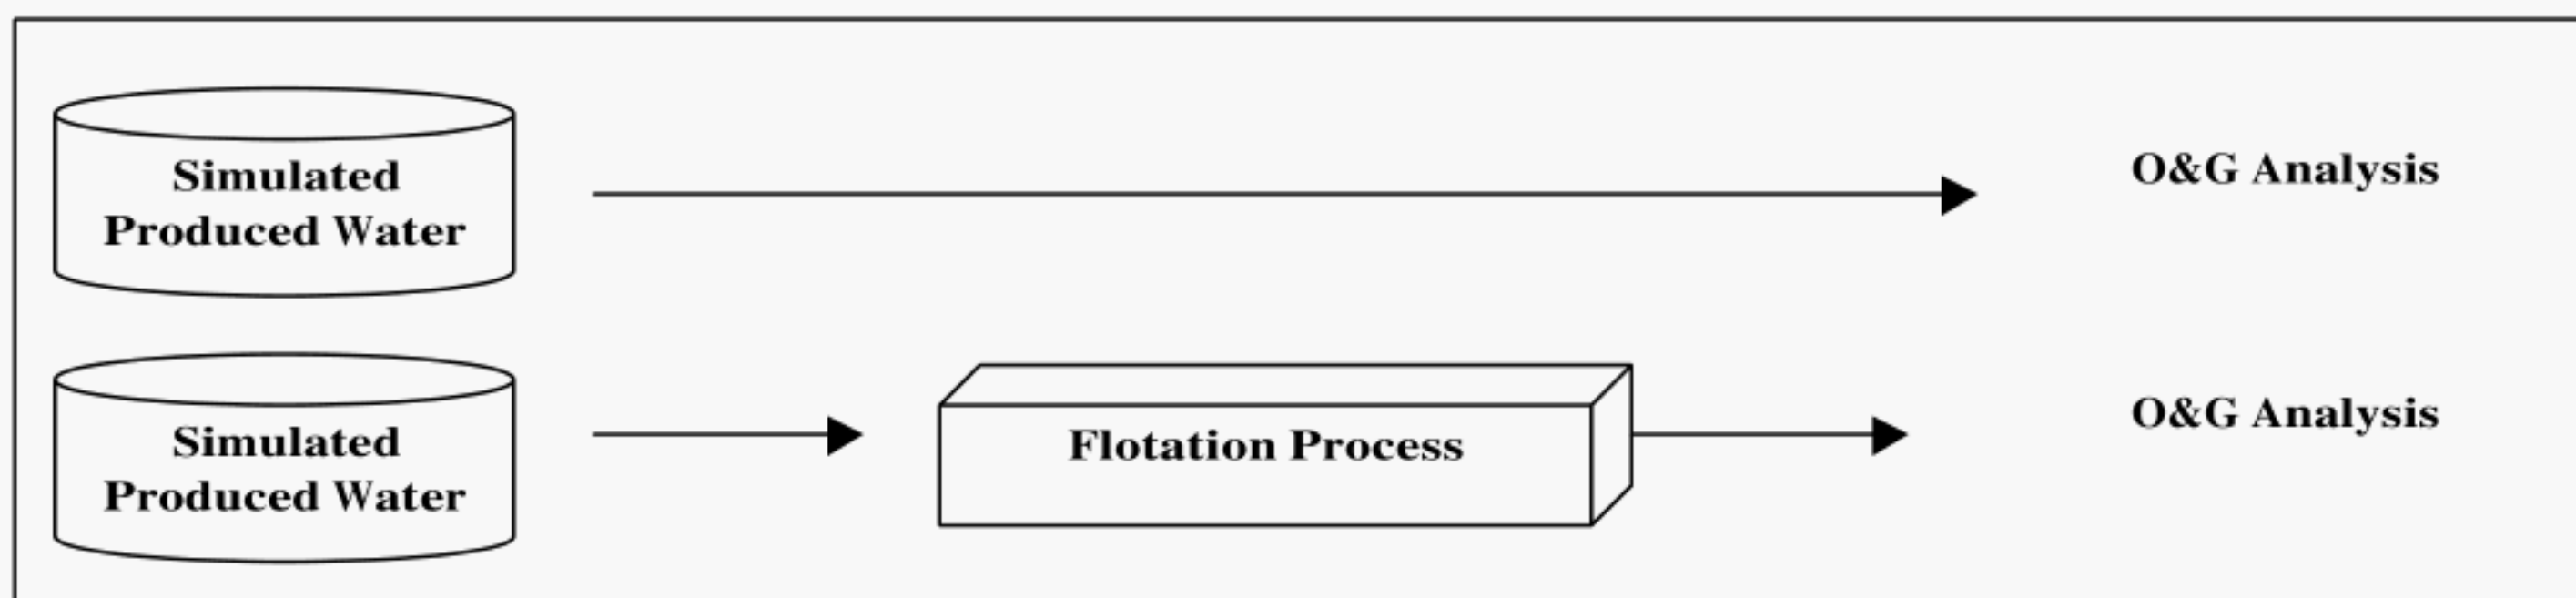 Simulated
Produced Water
O&G Analysis
Simulated
Produced Water
Flotation Process
O&G Analysis